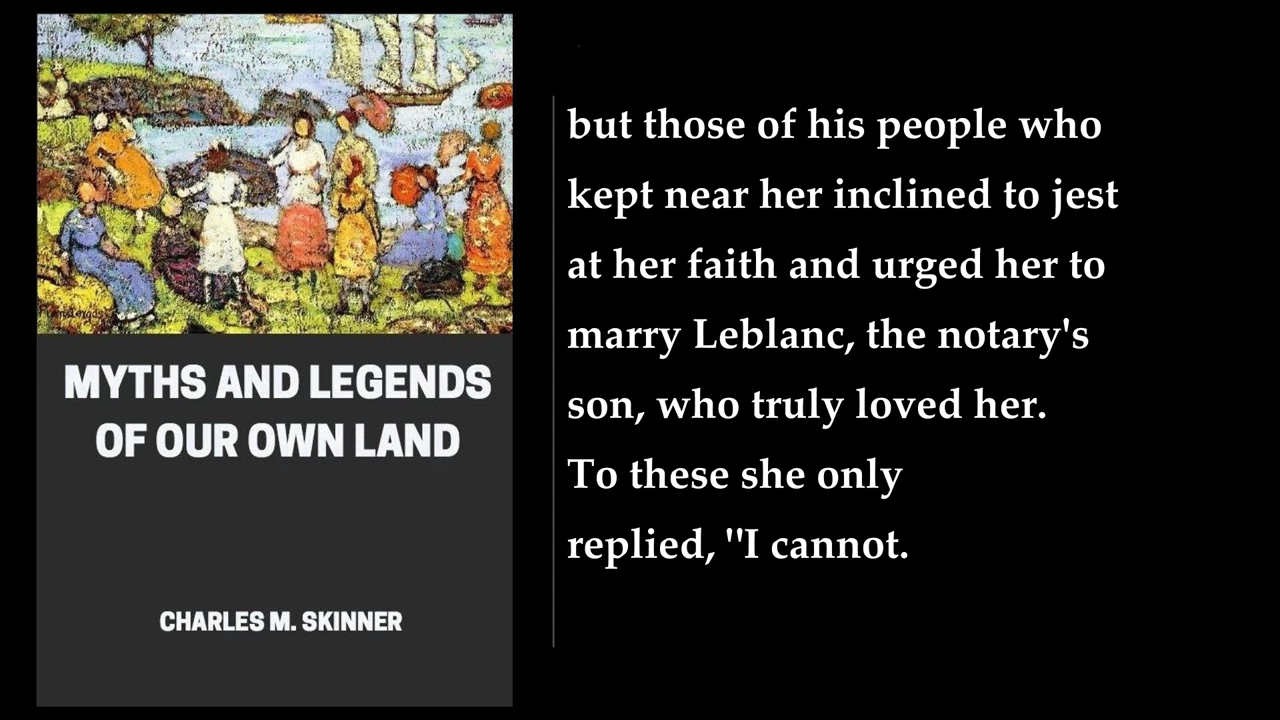 MYTHS AND LEGENDS
OF OUR OWN LAND
CHARLES M. SKINNER
but those of his people who
kept near her inclined to jest
at her faith and urged her to
marry Leblanc, the notary's
son, who truly loved her.
To these she only
replied, "I cannot.